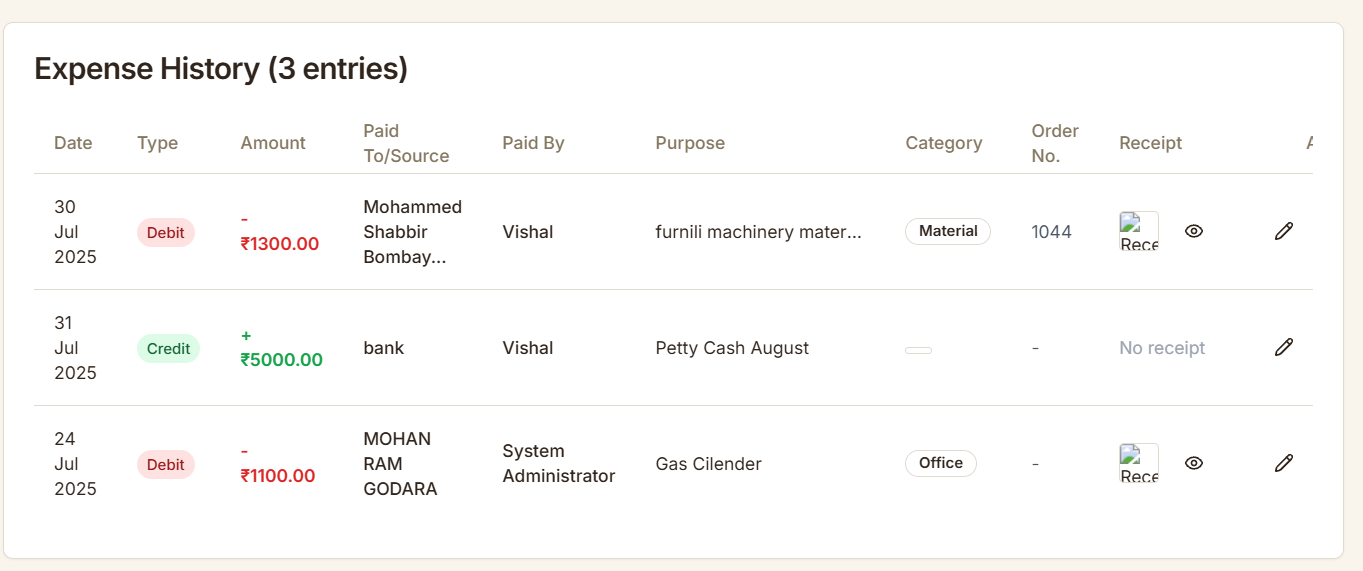 Expense History (3 entries)
Date Type Amount Paid To/Source Paid By Purpose Category Order No. Receipt
30 Jul 2025 Debit - ₹1300.00 Mohammed Shabbir Bombay... Vishal furnili machinery mater... Material 1044 Rece
31 Jul 2025 Credit + ₹5000.00 bank Vishal Petty Cash August - No receipt
24 Jul 2025 Debit - ₹1100.00 MOHAN RAM GODARA System Administrator Gas Cilender Office - Rece